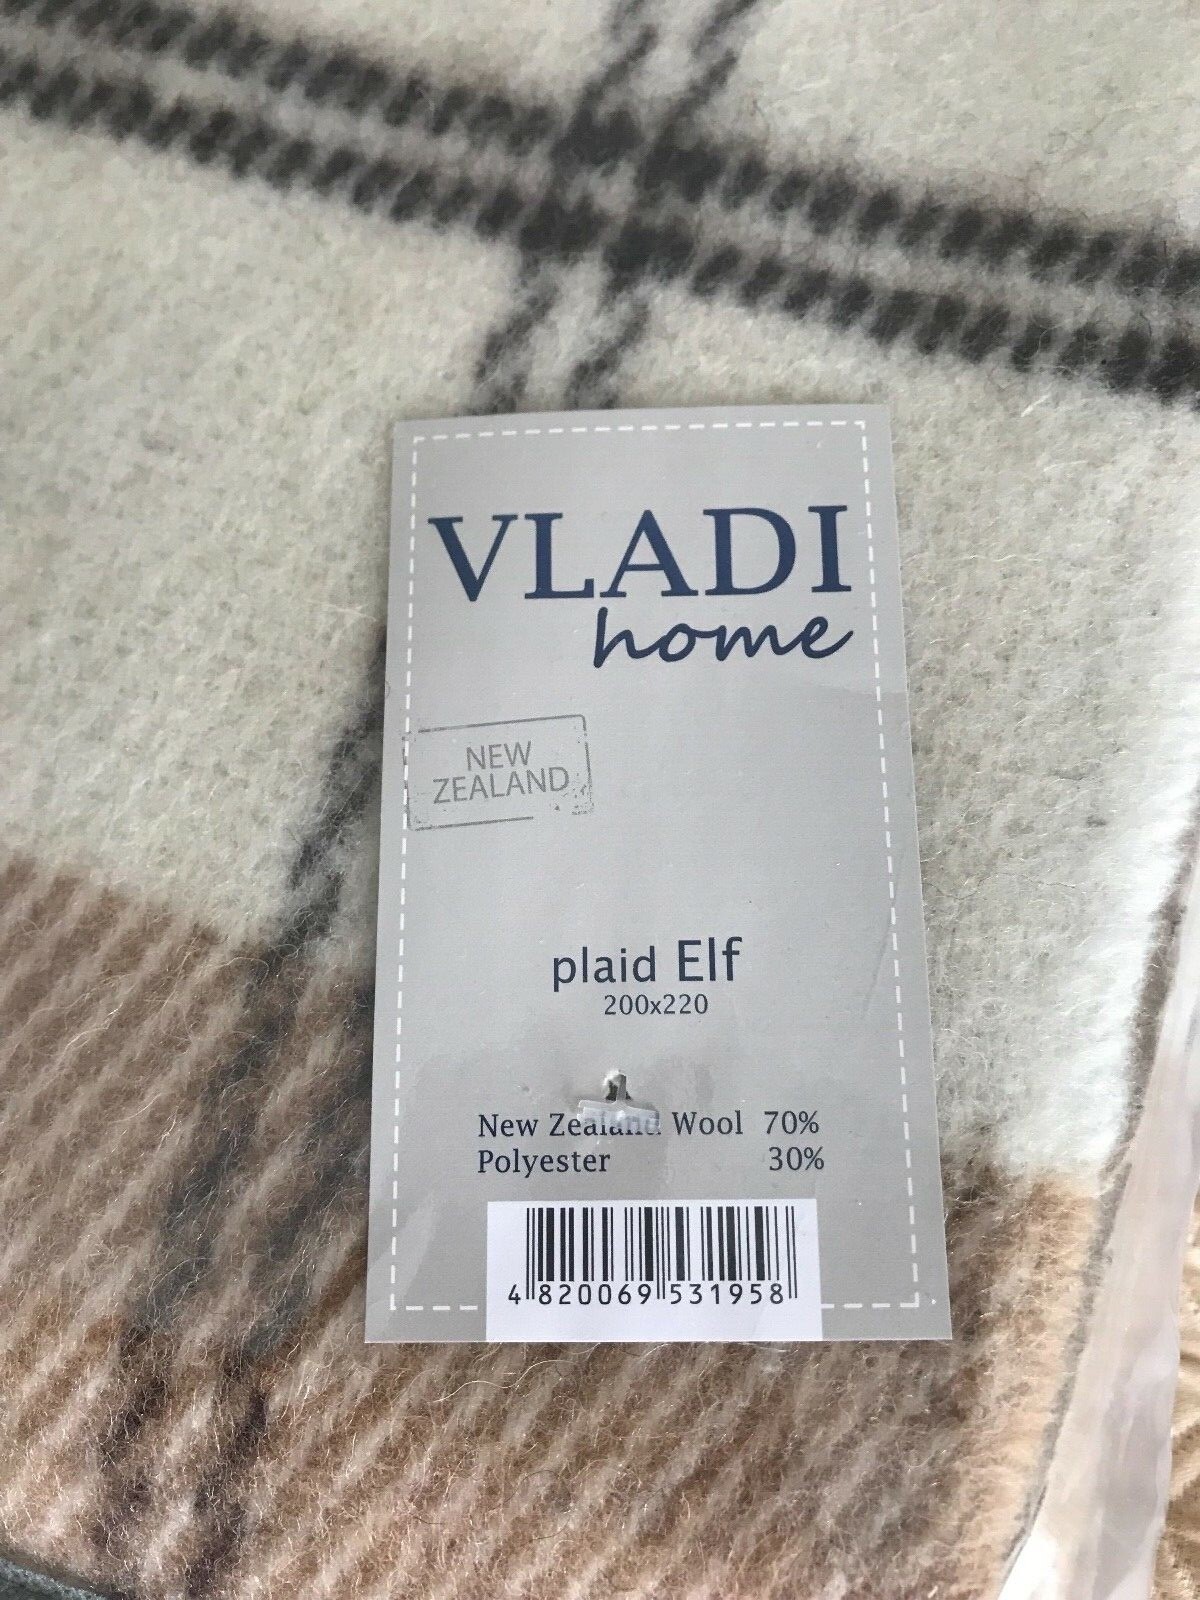 VLADI
home
NEW
ZEALAND
plaid Elf
200x220
New Zealand Wool 70%
Polyester 30%
4 820069 531958